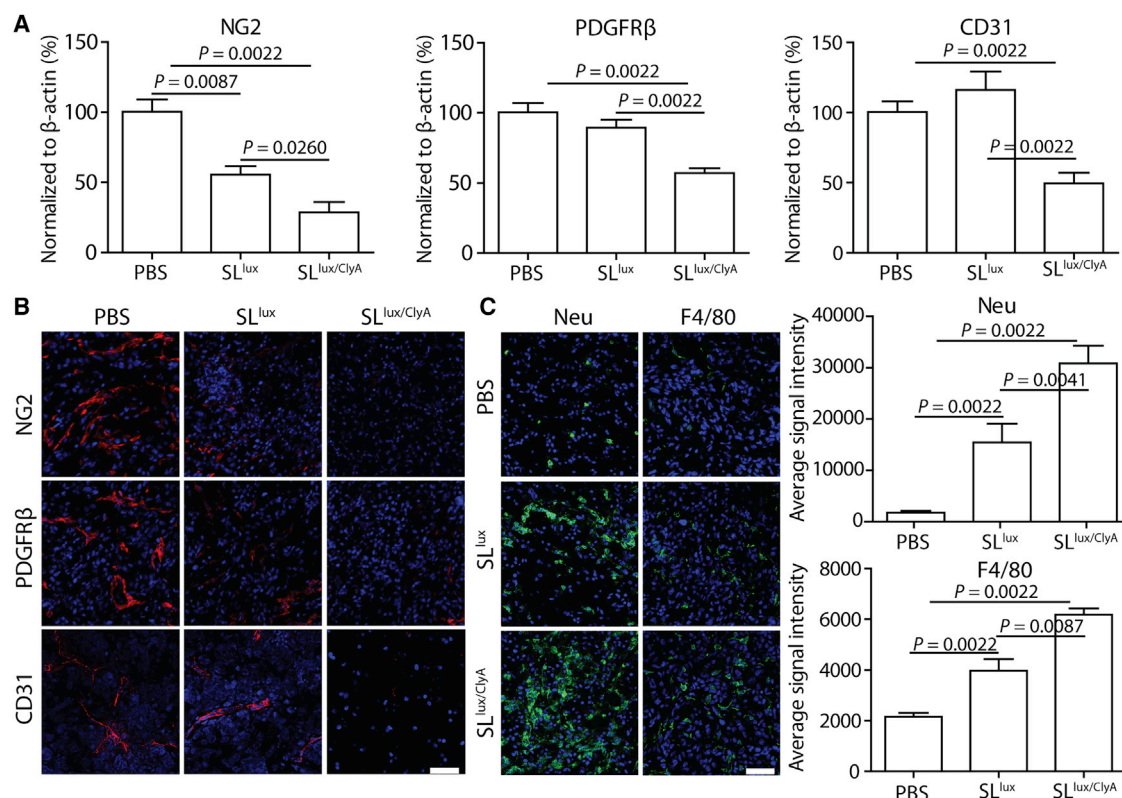 A
NG2
Normalized to β-actin (%)
150
100
50
0
P = 0.0022
P = 0.0087
P = 0.0260
PBS
SL^lux
SL^lux/ClyA
PDGFRβ
Normalized to β-actin (%)
150
100
50
0
P = 0.0022
P = 0.0022
PBS
SL^lux
SL^lux/ClyA
CD31
Normalized to β-actin (%)
150
100
50
0
P = 0.0022
P = 0.0022
PBS
SL^lux
SL^lux/ClyA
B
PBS
SL^lux
SL^lux/ClyA
NG2
PDGFRβ
CD31
C
Neu
F4/80
PBS
SL^lux
SL^lux/ClyA
Neu
Average signal intensity
40000
30000
20000
10000
0
P = 0.0022
P = 0.0041
P = 0.0022
PBS
SL^lux
SL^lux/ClyA
F4/80
Average signal intensity
8000
6000
4000
2000
0
P = 0.0022
P = 0.0087
P = 0.0022
PBS
SL^lux
SL^lux/ClyA